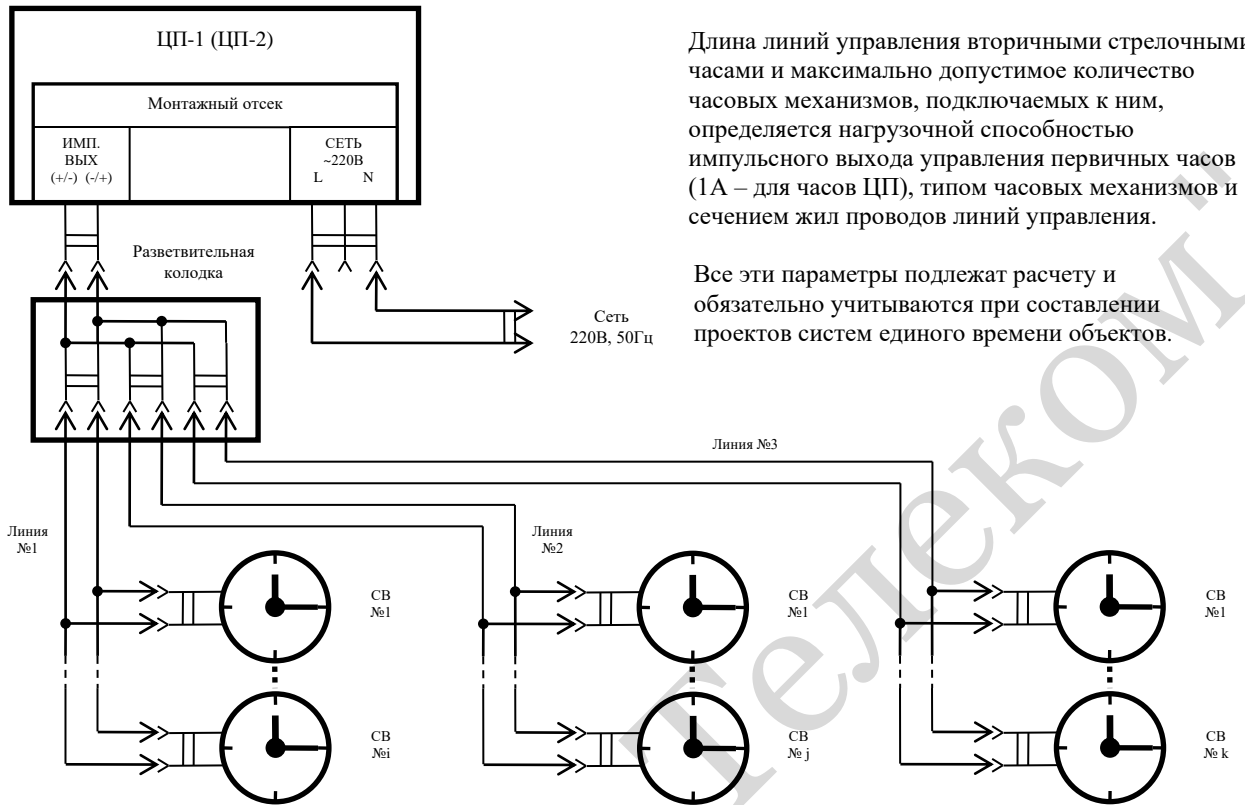 ЦП-1 (ЦП-2)
Монтажный отсек
ИМП.
ВЫХ
(+/-) (-/+)
СЕТЬ
~220В
L N
Длина линий управления вторичными стрелочными
часами и максимально допустимое количество
часовых механизмов, подключаемых к ним,
определяется нагрузочной способностью
импульсного выхода управления первичных часов
(1А – для часов ЦП), типом часовых механизмов и
сечением жил проводов линий управления.
Все эти параметры подлежат расчету и
обязательно учитываются при составлении
проектов систем единого времени объектов.
Разветвительная
колодка
Сеть
220В, 50Гц
Линия №3
Линия
№1
Линия
№2
СВ
№1
СВ
№1
СВ
№1
СВ
№i
СВ
№ j
СВ
№ k
Телеком"